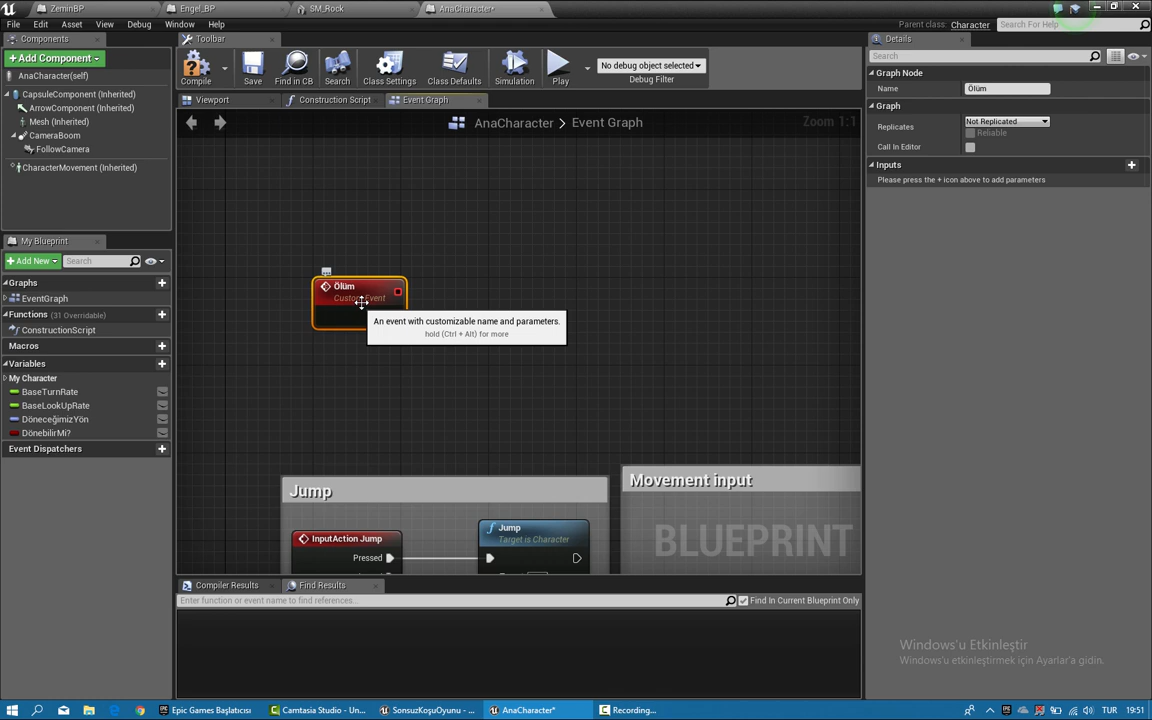 ZeminBP
Engel_BP
SM_Rock
AnaCharacter*
File Edit Asset View Debug Window Help
Parent class: Character
Search For Help
Components
+Add Component
AnaCharacter(self)
CapsuleComponent (Inherited)
ArrowComponent (Inherited)
Mesh (Inherited)
CameraBoom
FollowCamera
CharacterMovement (Inherited)
My Blueprint
+Add New
Search
Graphs
EventGraph
Functions (31 Overridable)
ConstructionScript
Macros
Variables
My Character
BaseTurnRate
BaseLookUpRate
DöneceğimizYön
DönebilirMi?
Event Dispatchers
Toolbar
Compile
Save
Find in CB
Search
Class Settings
Class Defaults
Simulation
Play
No debug object selected
Debug Filter
Viewport
Construction Script
Event Graph
AnaCharacter > Event Graph
Zoom 1:1
Ölüm
Custom Event
An event with customizable name and parameters.
hold (Ctrl + Alt) for more
Jump
InputAction Jump
Pressed
Jump
Target is Character
Movement input
BLUEPRINT
Compiler Results
Find Results
Enter function or event name to find references...
Find In Current Blueprint Only
Details
Search
Graph Node
Name
Ölüm
Graph
Replicates
Not Replicated
Reliable
Call In Editor
Inputs
Please press the + icon above to add parameters
Windows'u Etkinleştir
Windows'u etkinleştirmek için Ayarlar'a gidin.
Epic Games Başlatıcısı
Camtasia Studio - Un...
SonsuzKoşuOyunu - ...
AnaCharacter*
Recording...
TUR
19:51